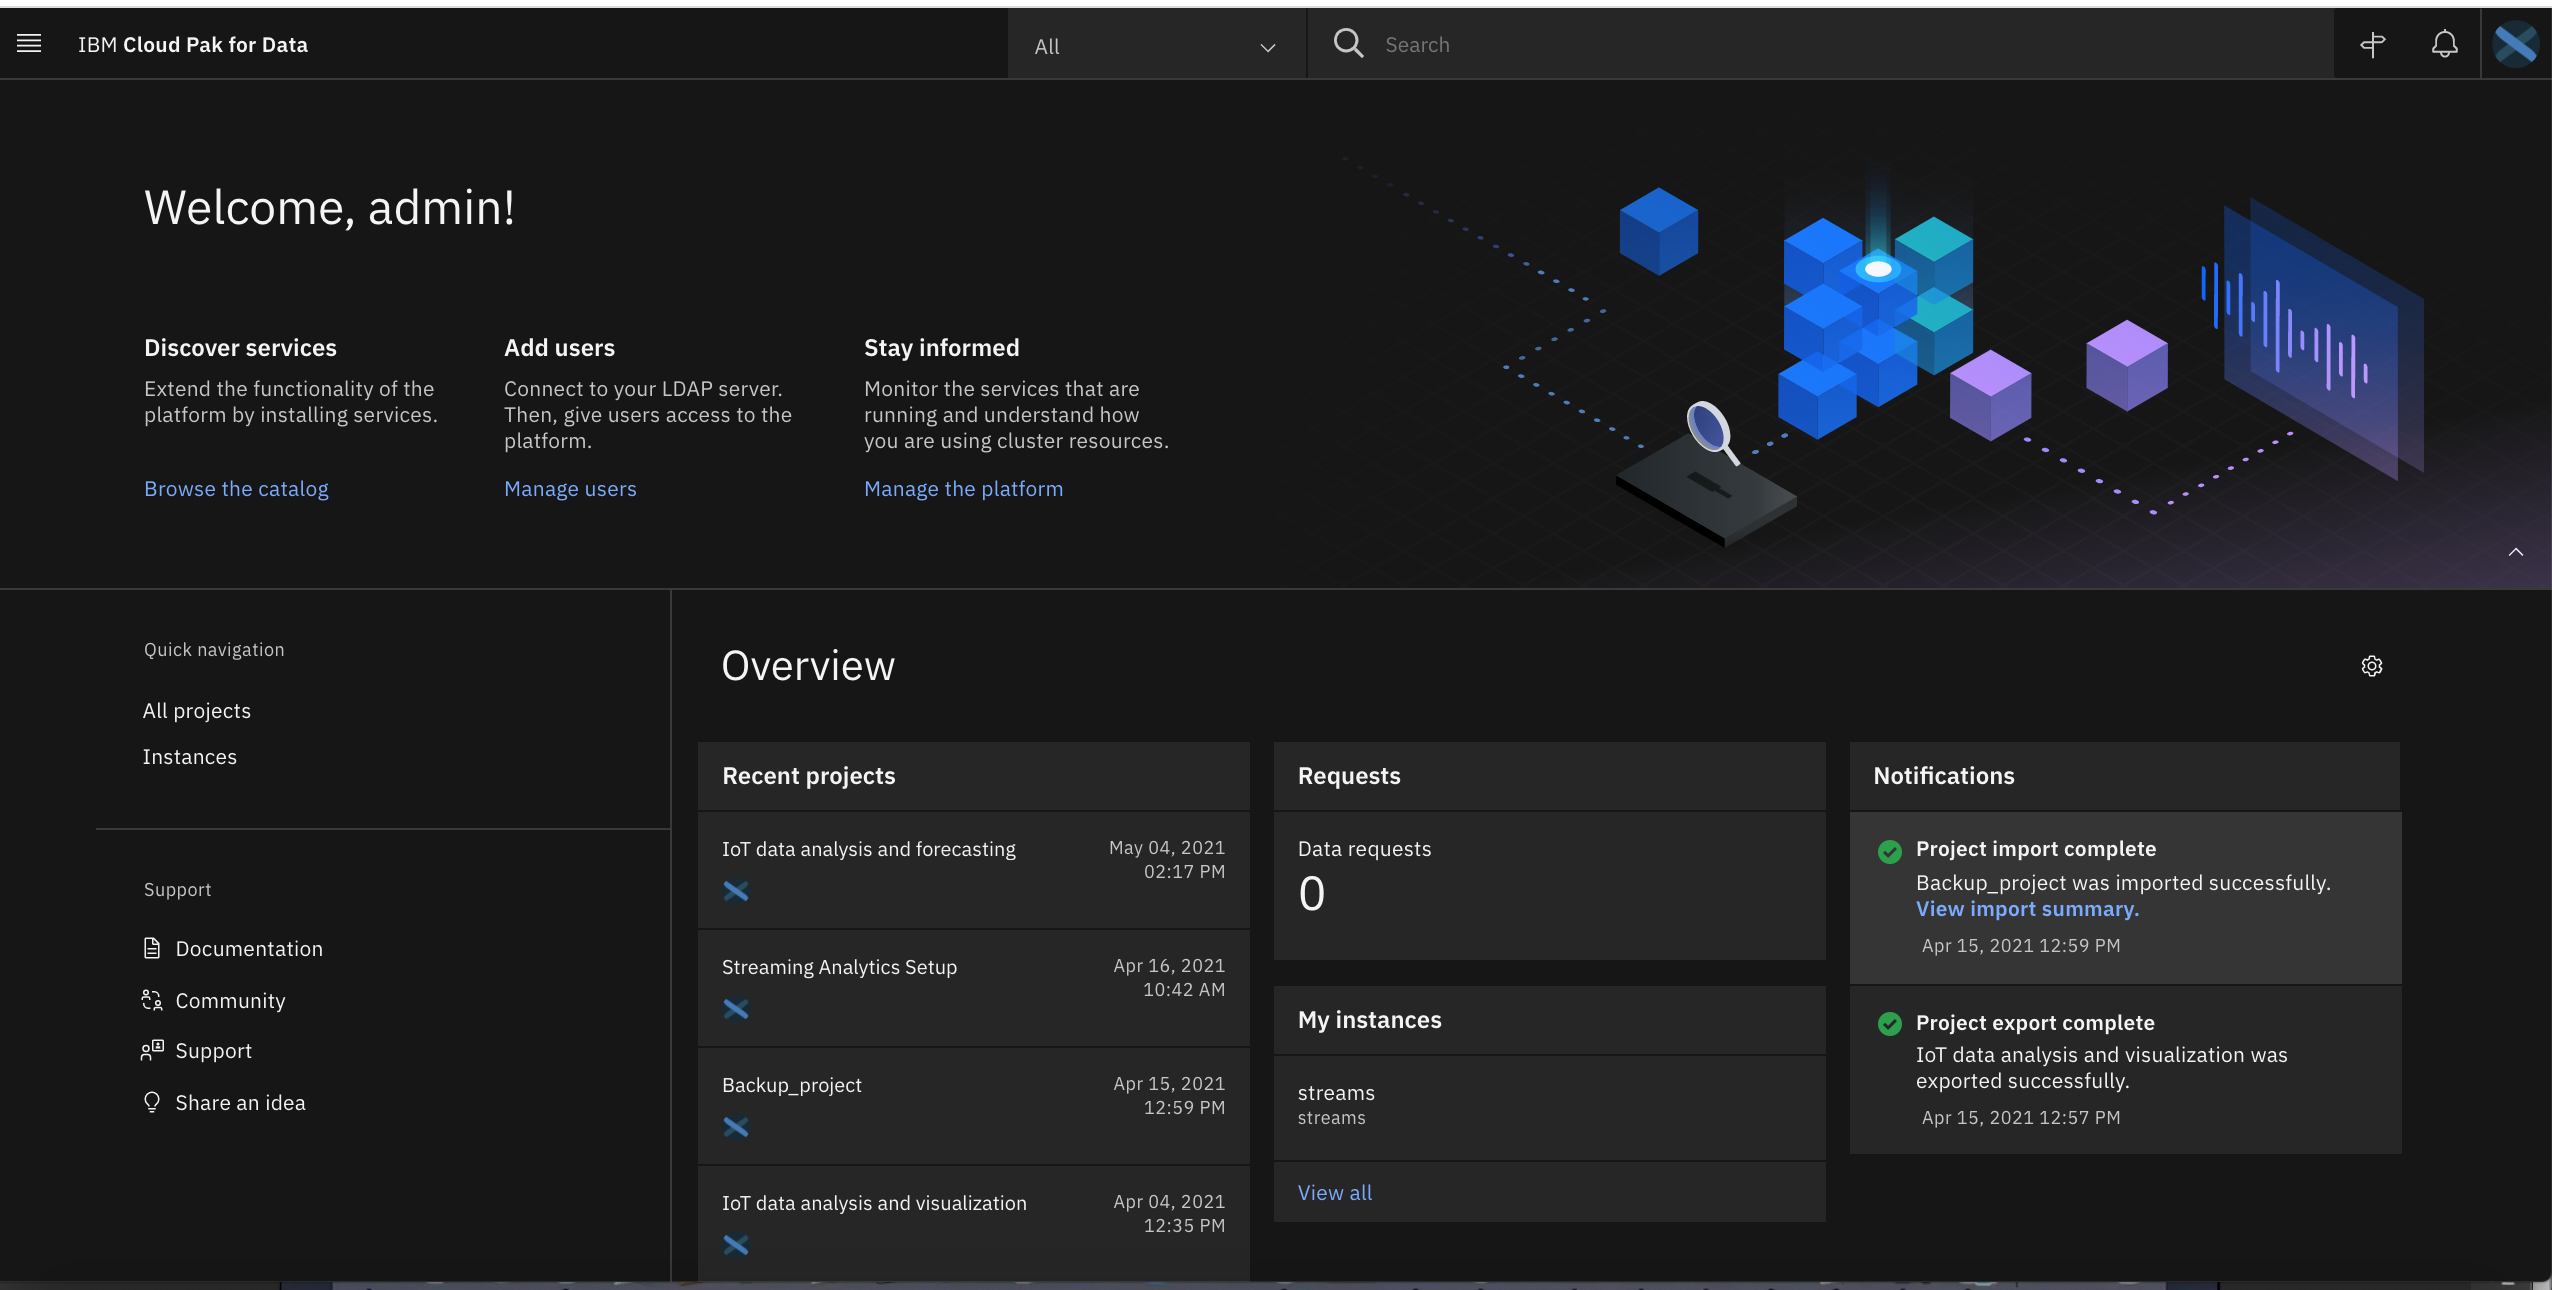 IBM Cloud Pak for Data
All
Search
Welcome, admin!
Discover services
Extend the functionality of the
platform by installing services.
Browse the catalog
Add users
Connect to your LDAP server.
Then, give users access to the
platform.
Manage users
Stay informed
Monitor the services that are
running and understand how
you are using cluster resources.
Manage the platform
Quick navigation
All projects
Instances
Support
Documentation
Community
Support
Share an idea
Overview
Recent projects
IoT data analysis and forecasting
May 04, 2021
02:17 PM
Streaming Analytics Setup
Apr 16, 2021
10:42 AM
Backup_project
Apr 15, 2021
12:59 PM
IoT data analysis and visualization
Apr 04, 2021
12:35 PM
Requests
Data requests
0
My instances
streams
streams
View all
Notifications
Project import complete
Backup_project was imported successfully.
View import summary.
Apr 15, 2021 12:59 PM
Project export complete
IoT data analysis and visualization was
exported successfully.
Apr 15, 2021 12:57 PM